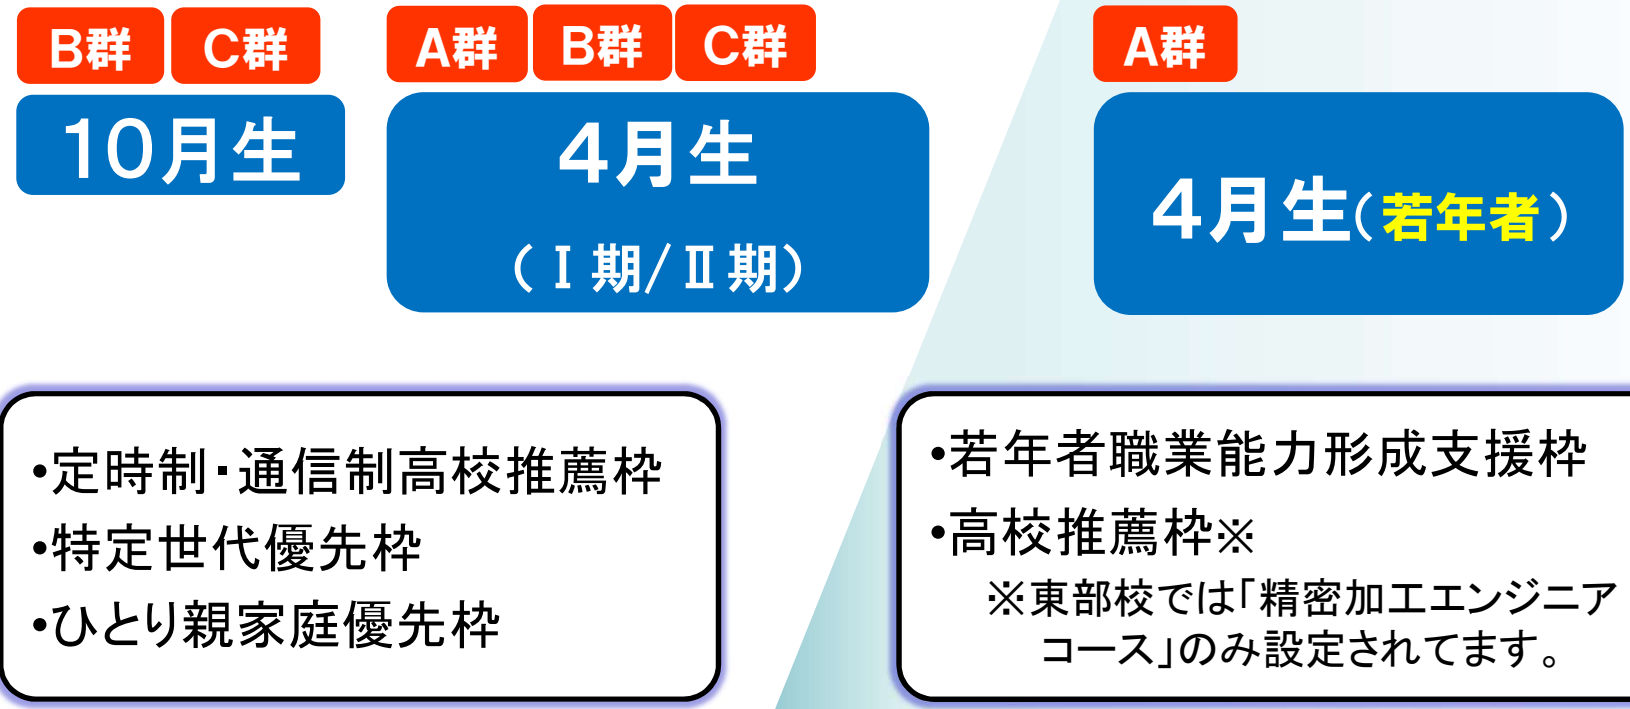 B群 C群 A群 B群 C群 A群
10月生
4月生
(Ⅰ期/Ⅱ期)
4月生(若年者)
•定時制・通信制高校推薦枠
•特定世代優先枠
•ひとり親家庭優先枠
•若年者職業能力形成支援枠
•高校推薦枠※
※東部校では「精密加工エンジニア
コース」のみ設定されてます。